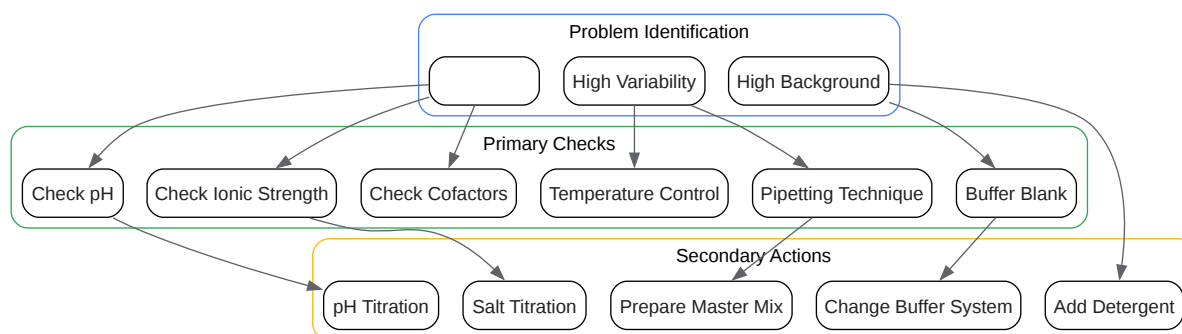 Problem Identification
High Variability
High Background
Primary Checks
Check pH
Check Ionic Strength
Check Cofactors
Temperature Control
Pipetting Technique
Buffer Blank
Secondary Actions
pH Titration
Salt Titration
Prepare Master Mix
Change Buffer System
Add Detergent